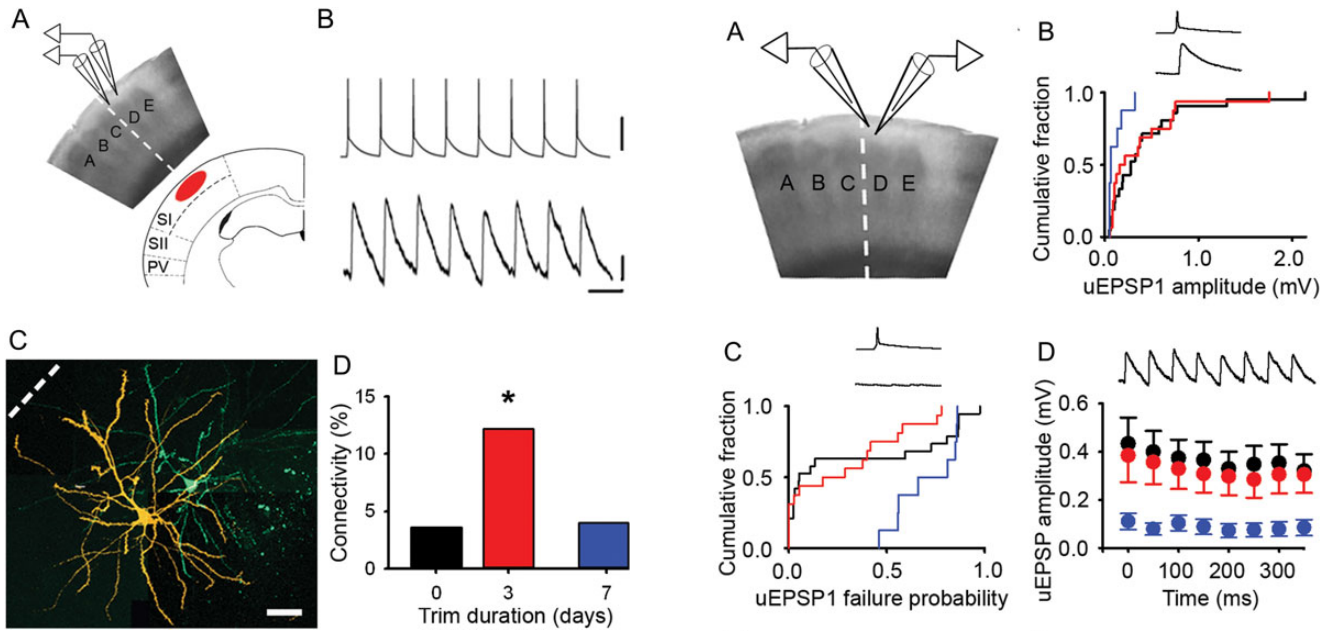 A
A
B
C
D
E
SI
SII
PV
B
C
D
Connectivity (%)
15
10
5
0
*
0
3
7
Trim duration (days)
A
A
B
C
D
E
B
Cumulative fraction
1.0
0.5
0.0
0.0
1.0
2.0
uEPSP1 amplitude (mV)
C
Cumulative fraction
1.0
0.5
0.0
0.0
0.5
1.0
uEPSP1 failure probability
D
uEPSP amplitude (mV)
0.6
0.4
0.2
0.0
0
100
200
300
Time (ms)